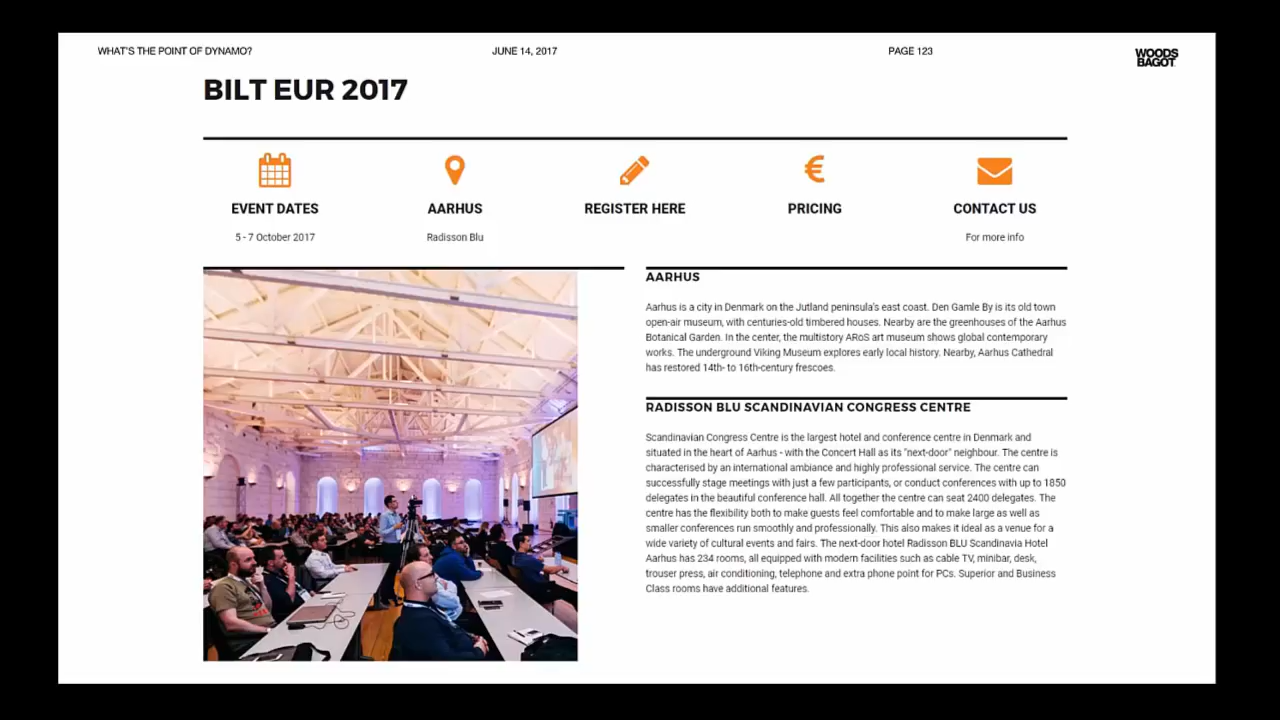 WHAT'S THE POINT OF DYNAMO?
JUNE 14, 2017
PAGE 123
WOODS
BAGOT
BILT EUR 2017
EVENT DATES
AARHUS
REGISTER HERE
PRICING
CONTACT US
5 - 7 October 2017
Radisson Blu
For more info
AARHUS
Aarhus is a city in Denmark on the Jutland peninsula's east coast. Den Gamle By is its old town
open-air museum, with centuries-old timbered houses. Nearby are the greenhouses of the Aarhus
Botanical Garden. In the center, the multistory ARoS art museum shows global contemporary
works. The underground Viking Museum explores early local history. Nearby, Aarhus Cathedral
has restored 14th- to 16th-century frescoes.
RADISSON BLU SCANDINAVIAN CONGRESS CENTRE
Scandinavian Congress Centre is the largest hotel and conference centre in Denmark and
situated in the heart of Aarhus - with the Concert Hall as its "next-door" neighbour. The centre is
characterised by an international ambiance and highly professional service. The centre can
successfully stage meetings with just a few participants, or conduct conferences with up to 1850
delegates in the beautiful conference hall. All together the centre can seat 2400 delegates. The
centre has the flexibility both to make guests feel comfortable and to make large as well as
smaller conferences run smoothly and professionally. This also makes it ideal as a venue for a
wide variety of cultural events and fairs. The next-door hotel Radisson BLU Scandinavia Hotel
Aarhus has 234 rooms, all equipped with modern facilities such as cable TV, minibar, desk,
trouser press, air conditioning, telephone and extra phone point for PCs. Superior and Business
Class rooms have additional features.